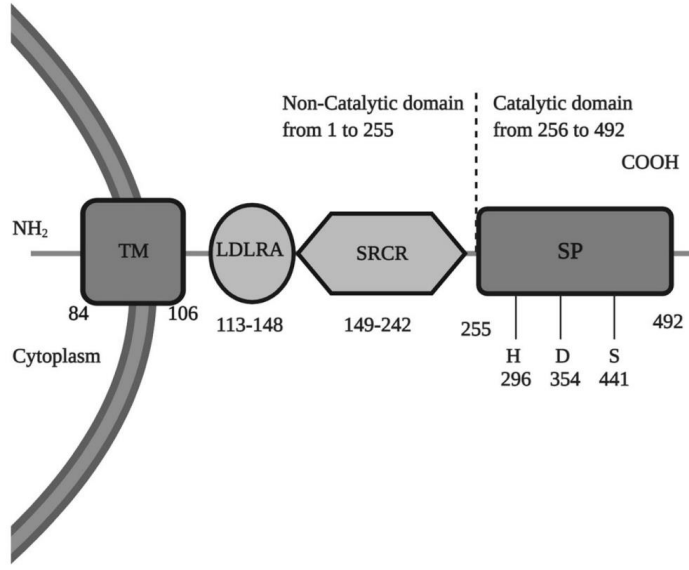 Non-Catalytic domain
from 1 to 255
Catalytic domain
from 256 to 492
COOH
NH₂
TM
LDLRA
SRCR
SP
84
106
113-148
149-242
255
492
Cytoplasm
H
296
D
354
S
441